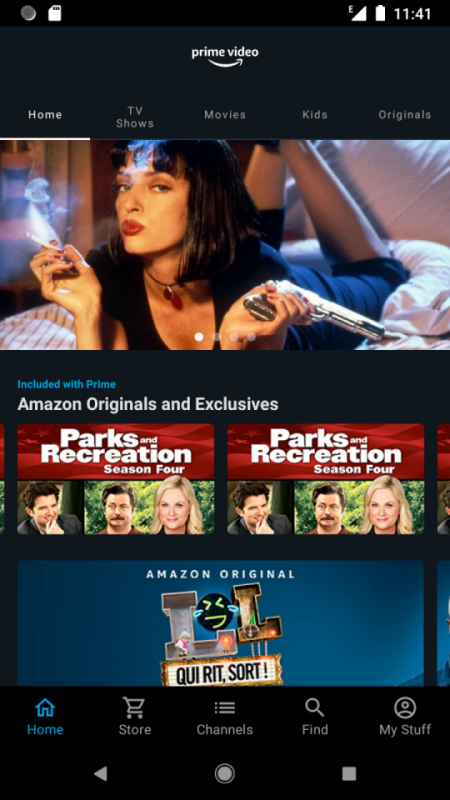 E 11:41
prime video
Home
TV
Shows
Movies
Kids
Originals
Included with Prime
Amazon Originals and Exclusives
Parks and
Recreation
Season Four
Parks and
Recreation
Season Four
AMAZON ORIGINAL
LOL
QUI RIT, SORT !
Home
Store
Channels
Find
My Stuff